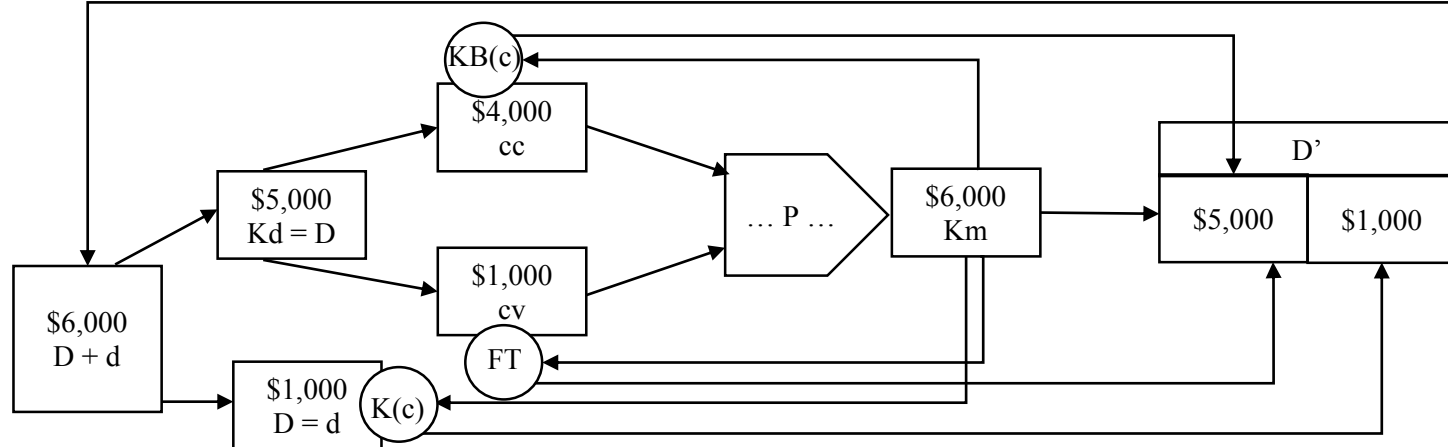 KB(c)
$4,000
cc
D’
$5,000
Kd = D
… P …
$6,000
Km
$5,000
$1,000
$1,000
cv
$6,000
D + d
FT
$1,000
D = d
K(c)